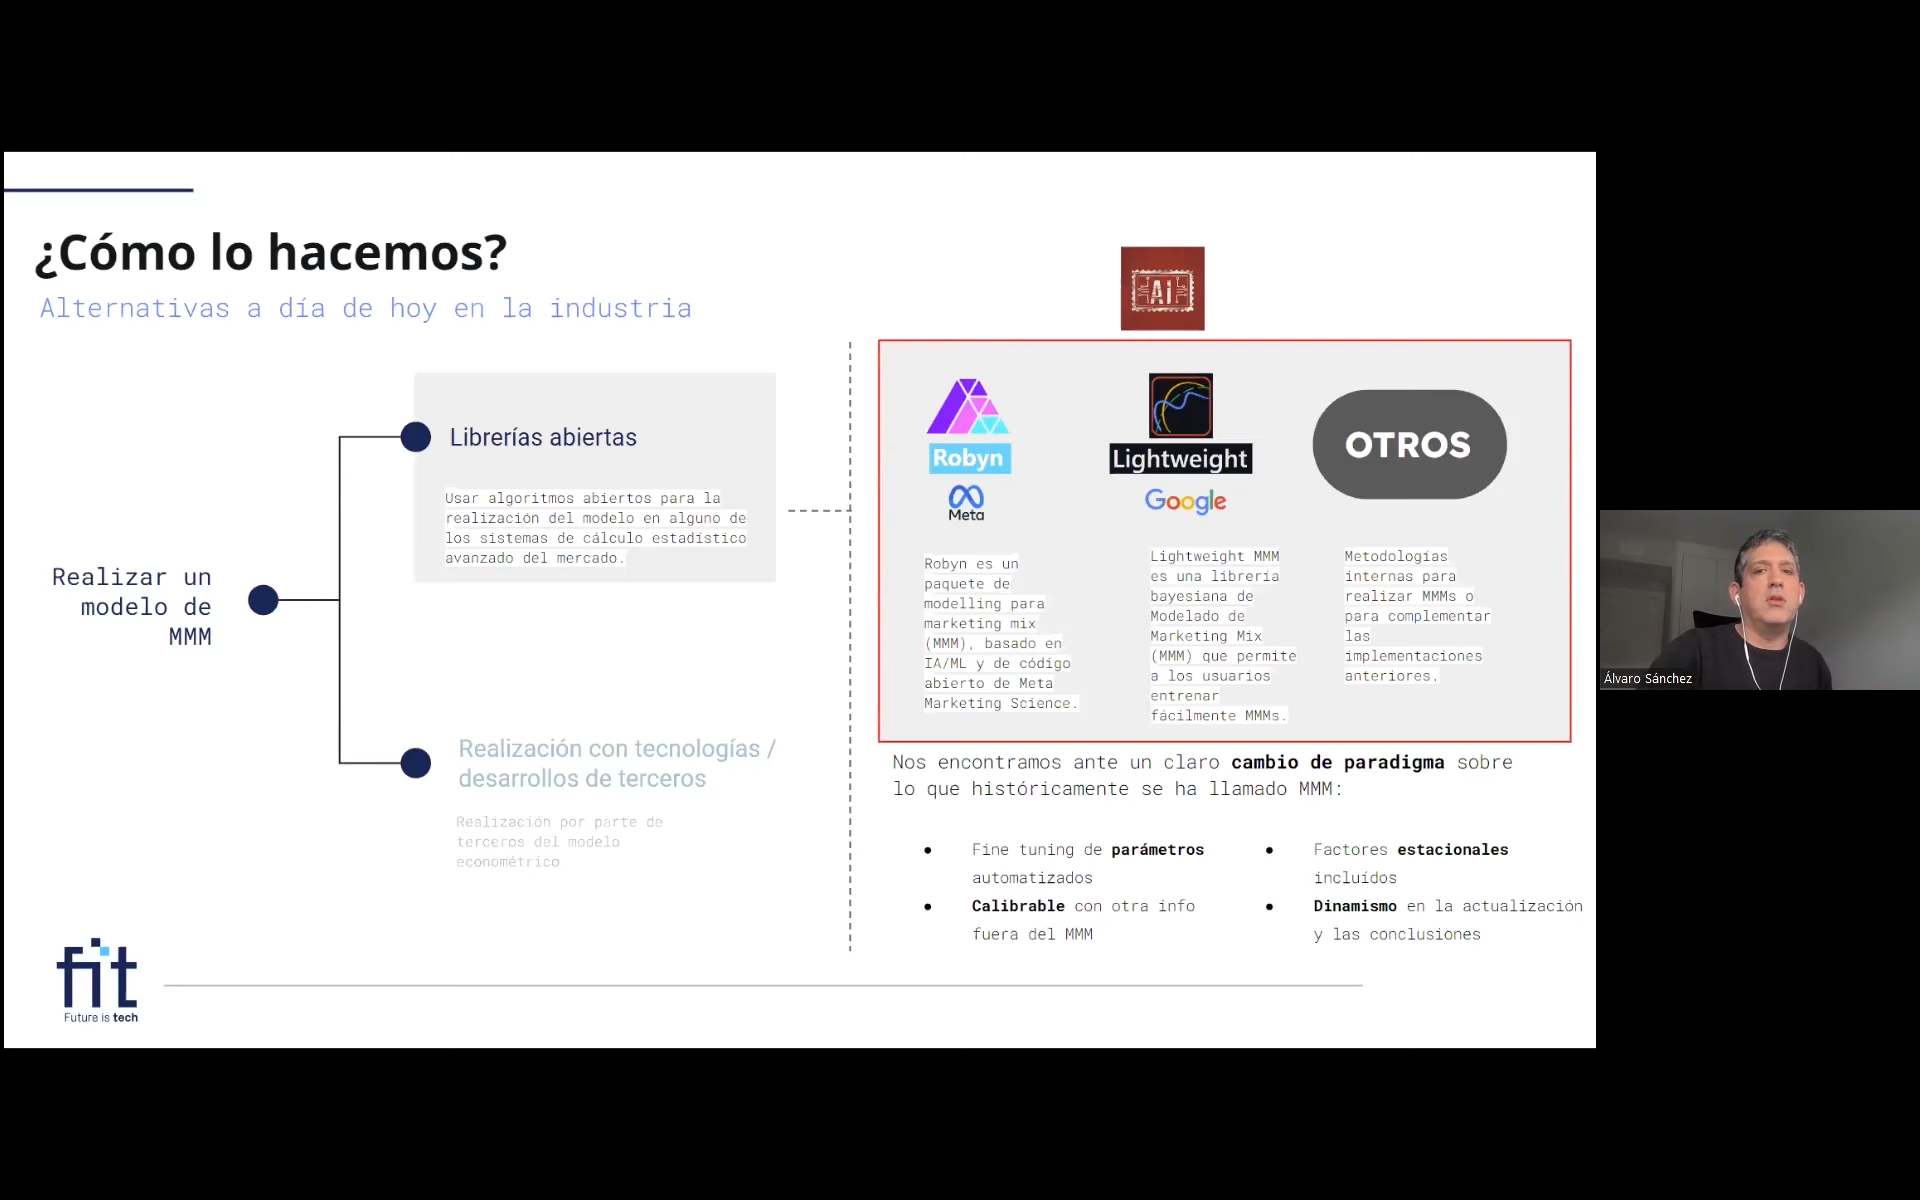 ¿Cómo lo hacemos?
Alternativas a día de hoy en la industria
Realizar un
modelo de
MMM
Librerías abiertas
Usar algoritmos abiertos para la
realización del modelo en alguno de
los sistemas de cálculo estadístico
avanzado del mercado.
Realización con tecnologías /
desarrollos de terceros
Realización por parte de
terceros del modelo
econométrico
AI
Robyn
Meta
Robyn es un
paquete de
modelling para
marketing mix
(MMM), basado en
IA/ML y de código
abierto de Meta
Marketing Science.
Lightweight
Google
Lightweight MMM
es una librería
bayesiana de
Modelado de
Marketing Mix
(MMM) que permite
a los usuarios
entrenar
fácilmente MMMs.
OTROS
Metodologías
internas para
realizar MMMs o
para complementar
las
implementaciones
anteriores.
Nos encontramos ante un claro cambio de paradigma sobre
lo que históricamente se ha llamado MMM:
● Fine tuning de parámetros
automatizados
● Calibrable con otra info
fuera del MMM
● Factores estacionales
incluídos
● Dinamismo en la actualización
y las conclusiones
fit
Future is tech
Álvaro Sánchez